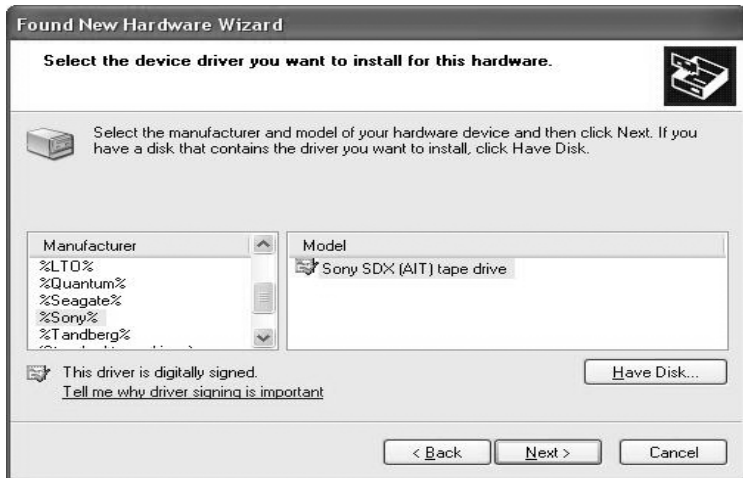 Found New Hardware Wizard
Select the device driver you want to install for this hardware.
Select the manufacturer and model of your hardware device and then click Next. If you
have a disk that contains the driver you want to install, click Have Disk.
Manufacturer
Model
%LTO%
%Quantum%
%Seagate%
%Sony%
%Tandberg%
Sony SDX (AIT) tape drive
This driver is digitally signed.
Tell me why driver signing is important
Have Disk...
< Back
Next >
Cancel